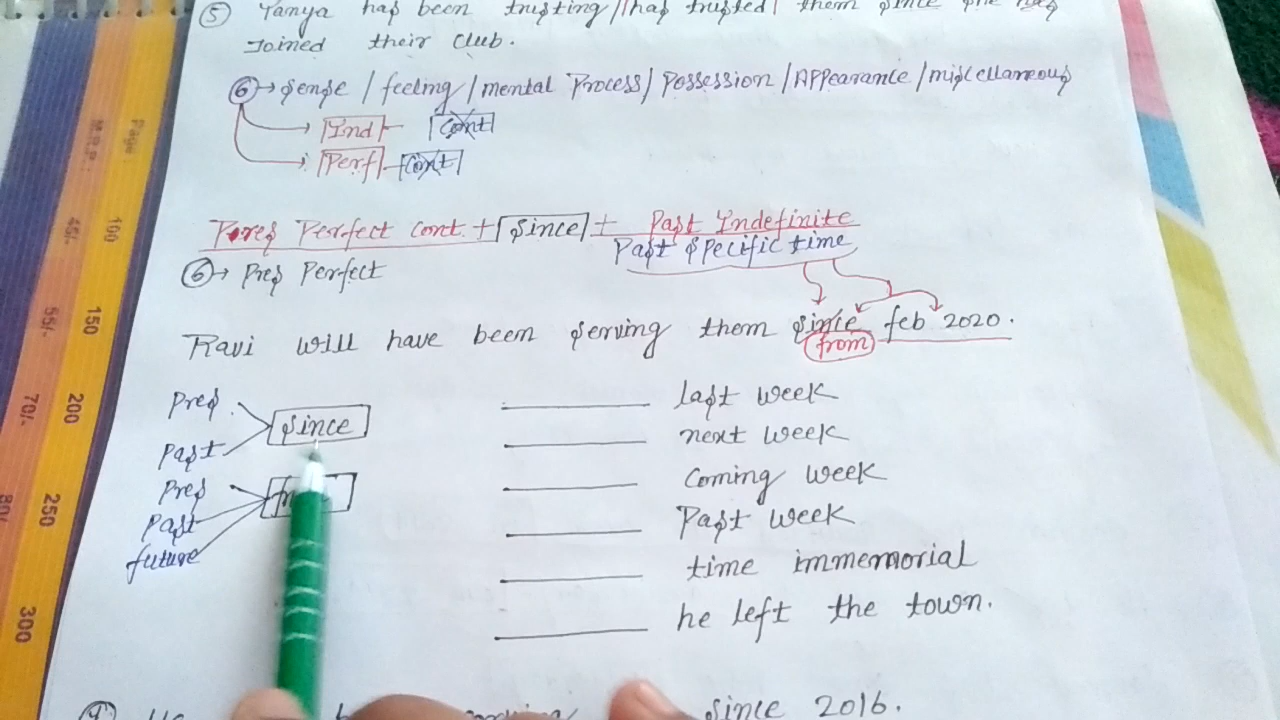 ⑤ Tanya has been trusting / has trusted them since she has
Joined their club.
⑥→ sense / feeling / mental Process / Possession / Appearance / miscellaneous
Ind - Cont
Perf - Cont
Pres Perfect Cont + Since + Past Indefinite
Past specific time
⑥→ Pres Perfect
Ravi will have been serving them since feb 2020.
from
Pres
Past
since
Pres
Past
future
last week
next week
Coming week
Past week
time immemorial
he left the town.
since 2016.
Page
M.R.P.
100
45/-
150
55/-
200
70/-
250
300